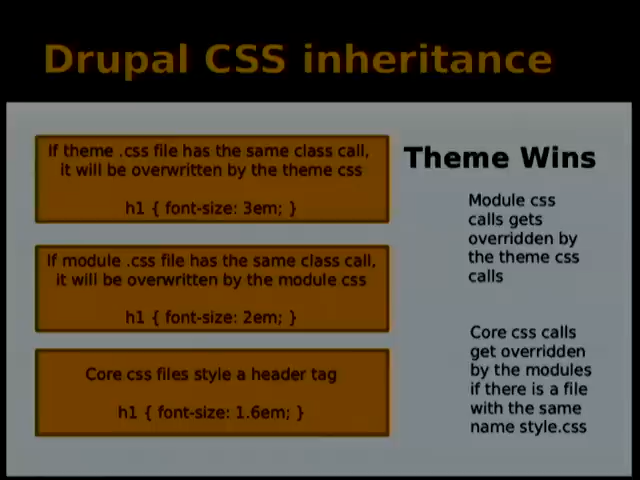 Drupal CSS inheritance
If theme .css file has the same class call,
it will be overwritten by the theme css
h1 { font-size: 3em; }
Theme Wins
Module css
calls gets
overridden by
the theme css
calls
If module .css file has the same class call,
it will be overwritten by the module css
h1 { font-size: 2em; }
Core css files style a header tag
h1 { font-size: 1.6em; }
Core css calls
get overridden
by the modules
if there is a file
with the same
name style.css